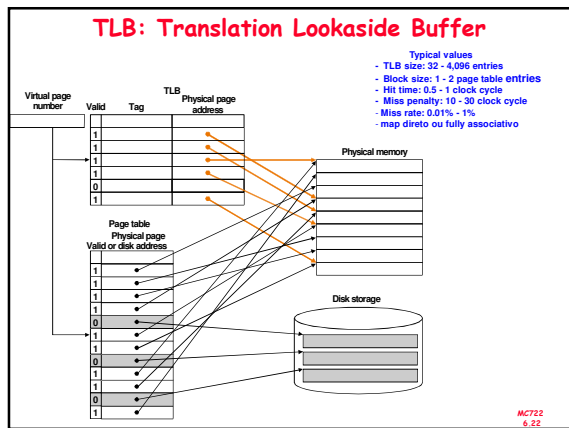 TLB: Translation Lookaside Buffer
Typical values
- TLB size: 32 - 4,096 entries
- Block size: 1 - 2 page table entries
- Hit time: 0.5 - 1 clock cycle
- Miss penalty: 10 - 30 clock cycle
- Miss rate: 0.01% - 1%
- map direto ou fully associativo
Virtual page
number
TLB
Valid
Tag
Physical page
address
1
1
1
1
0
1
Physical memory
Page table
Physical page
Valid or disk address
1
1
1
1
0
1
1
0
1
1
0
1
Disk storage
MC722
6.22